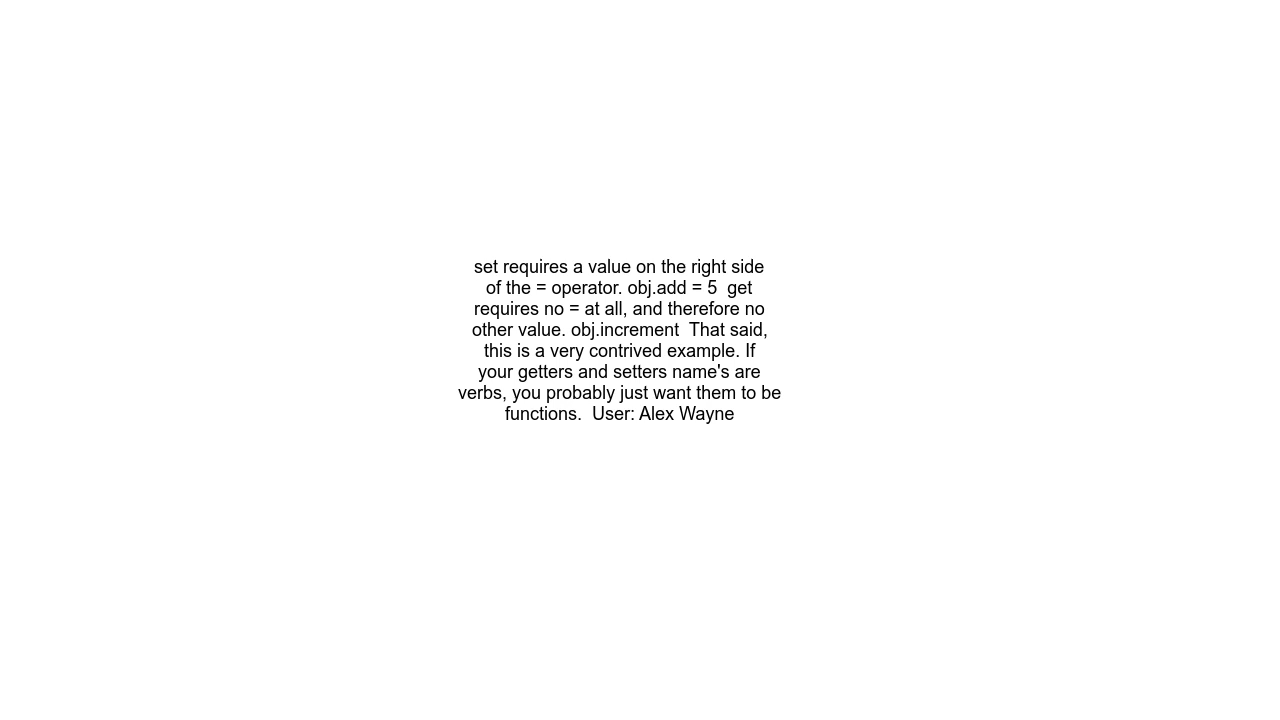 set requires a value on the right side
of the = operator. obj.add = 5  get
requires no = at all, and therefore no
other value. obj.increment  That said,
this is a very contrived example. If
your getters and setters name's are
verbs, you probably just want them to be
functions.  User: Alex Wayne